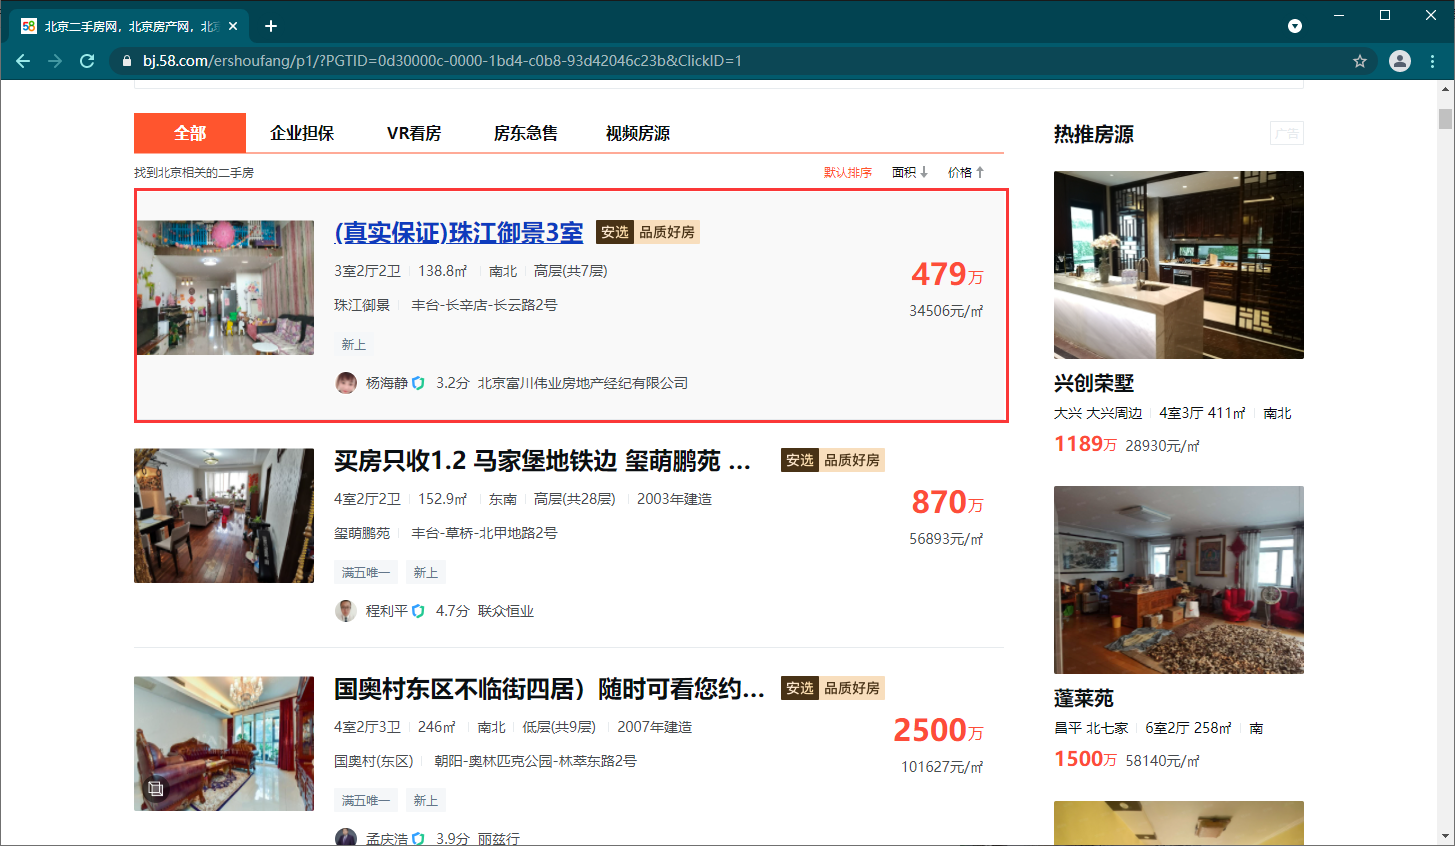 58 北京二手房网，北京房产网，北京
bj.58.com/ershoufang/p1/?PGTID=0d30000c-0000-1bd4-c0b8-93d42046c23b&ClickID=1
全部 企业担保 VR看房 房东急售 视频房源
找到北京相关的二手房 默认排序 面积 价格
(真实保证)珠江御景3室 安选 品质好房
3室2厅2卫 138.8㎡ 南北 高层(共7层)
479万
珠江御景 丰台-长辛店-长云路2号
34506元/㎡
新上
杨海静 3.2分 北京富川伟业房地产经纪有限公司
买房只收1.2 马家堡地铁边 玺萌鹏苑 ... 安选 品质好房
4室2厅2卫 152.9㎡ 东南 高层(共28层) 2003年建造
870万
玺萌鹏苑 丰台-草桥-北甲地路2号
56893元/㎡
满五唯一 新上
程利平 4.7分 联众恒业
国奥村东区不临街四居）随时可看您约... 安选 品质好房
4室2厅3卫 246㎡ 南北 低层(共9层) 2007年建造
2500万
国奥村(东区) 朝阳-奥林匹克公园-林萃东路2号
101627元/㎡
满五唯一 新上
孟庆浩 3.9分 丽兹行
热推房源 广告
兴创荣墅
大兴 大兴周边 4室3厅 411㎡ 南北
1189万 28930元/㎡
蓬莱苑
昌平 北七家 6室2厅 258㎡ 南
1500万 58140元/㎡